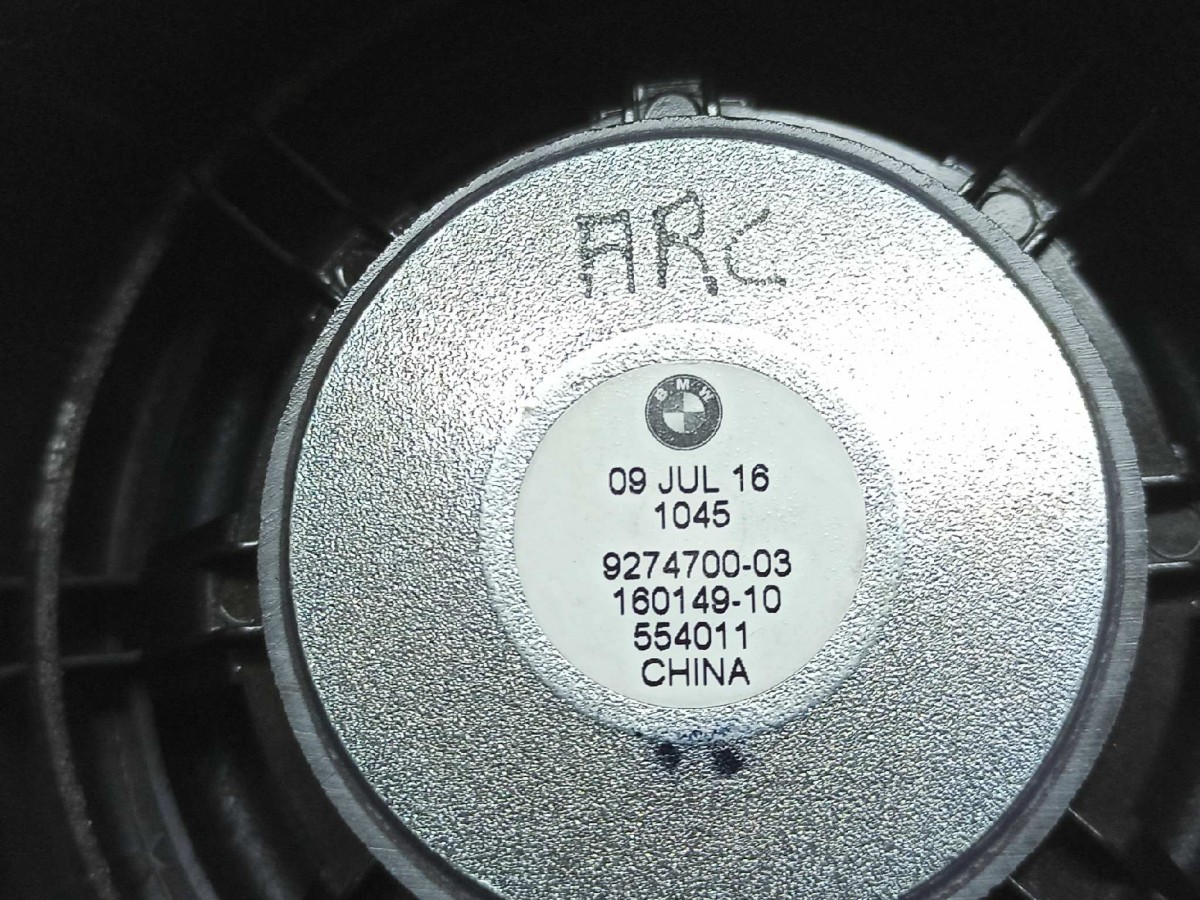 ARC
BMW
09 JUL 16
1045
9274700-03
160149-10
554011
CHINA